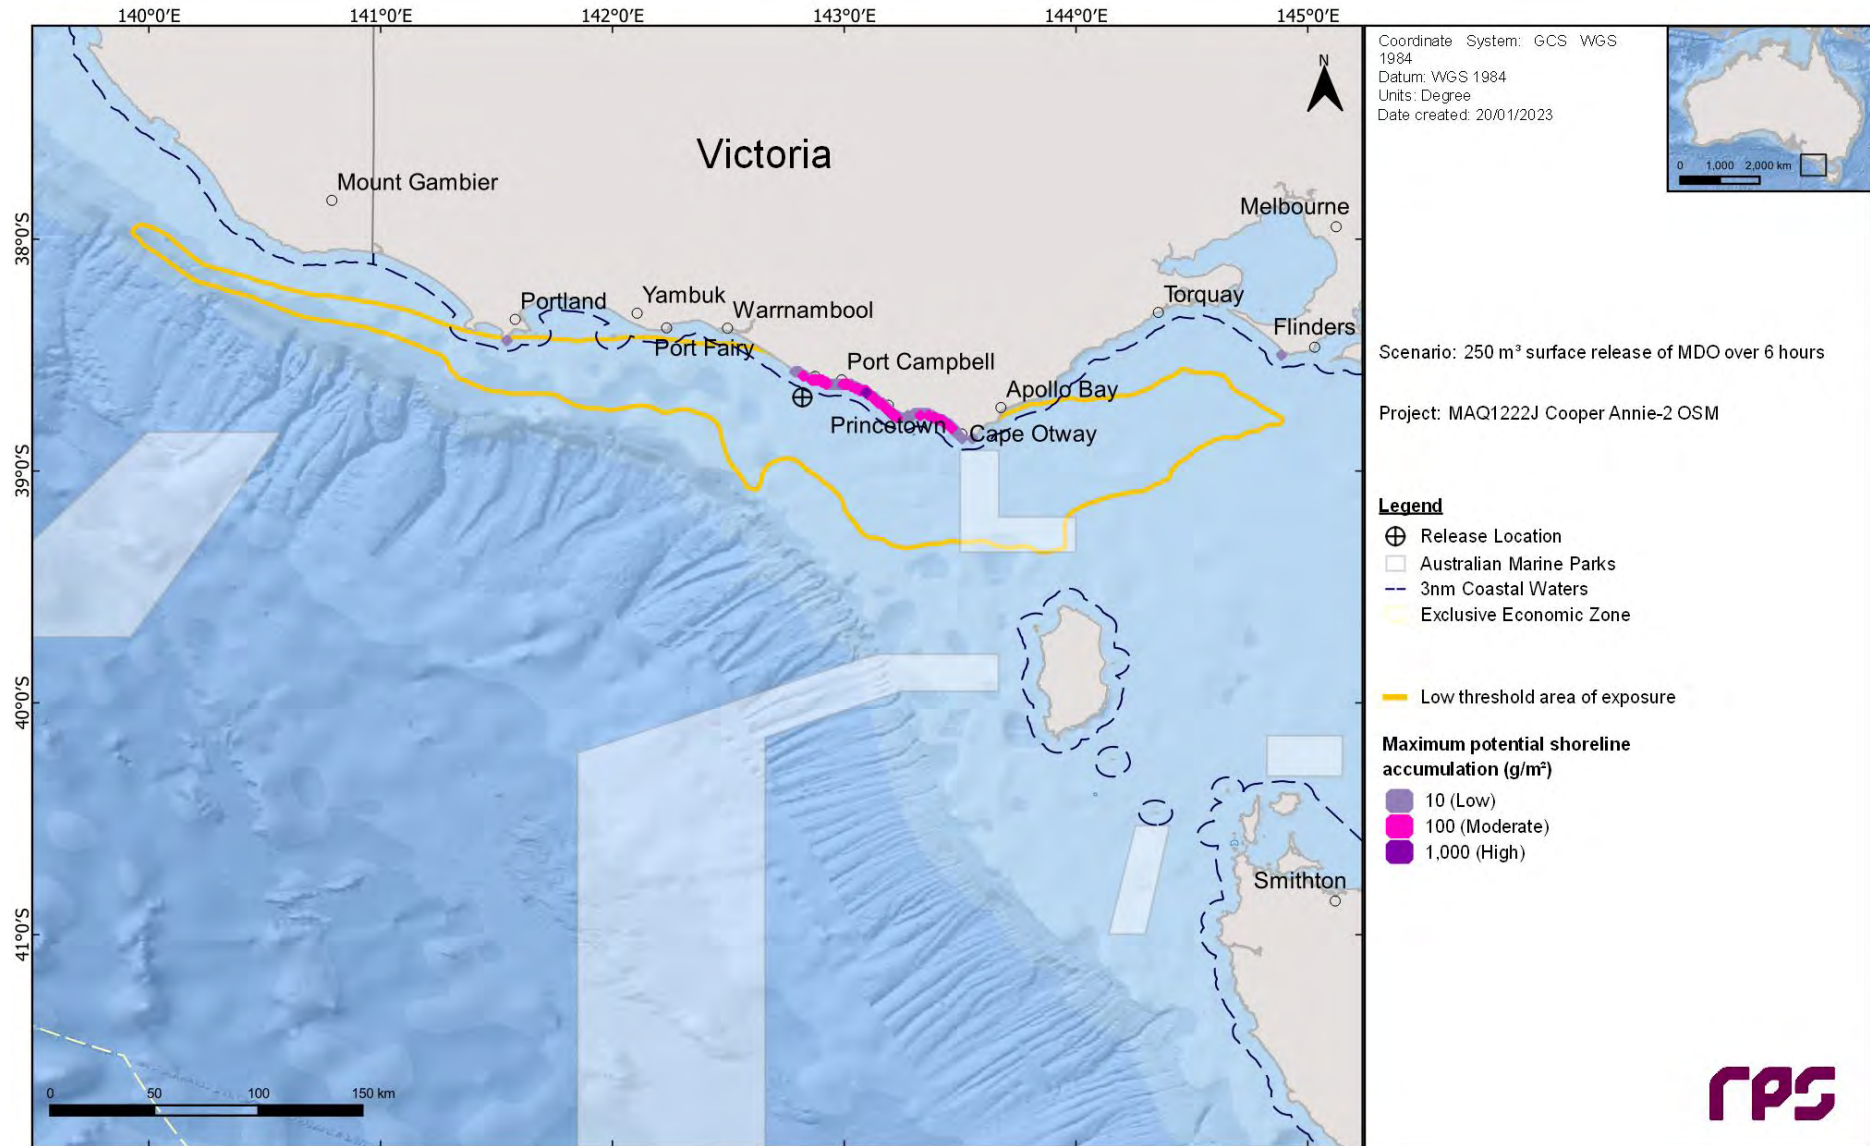 140°0'E 141°0'E 142°0'E 143°0'E 144°0'E 145°0'E
38°0'S
39°0'S
40°0'S
41°0'S
N
Victoria
Mount Gambier
Melbourne
Portland
Yambuk
Warrnambool
Torquay
Port Fairy
Flinders
Port Campbell
Apollo Bay
Princetown
Cape Otway
Smithton
0 50 100 150 km
Coordinate System: GCS WGS
1984
Datum: WGS 1984
Units: Degree
Date created: 20/01/2023
0 1,000 2,000 km
Scenario: 250 m³ surface release of MDO over 6 hours
Project: MAQ1222J Cooper Annie-2 OSM
Legend
Release Location
Australian Marine Parks
3nm Coastal Waters
Exclusive Economic Zone
Low threshold area of exposure
Maximum potential shoreline
accumulation (g/m²)
10 (Low)
100 (Moderate)
1,000 (High)
rps